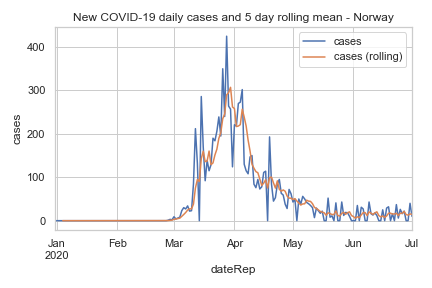 New COVID-19 daily cases and 5 day rolling mean - Norway
cases
cases (rolling)
400
300
200
100
0
cases
Jan Feb Mar Apr May Jun Jul
2020
dateRep